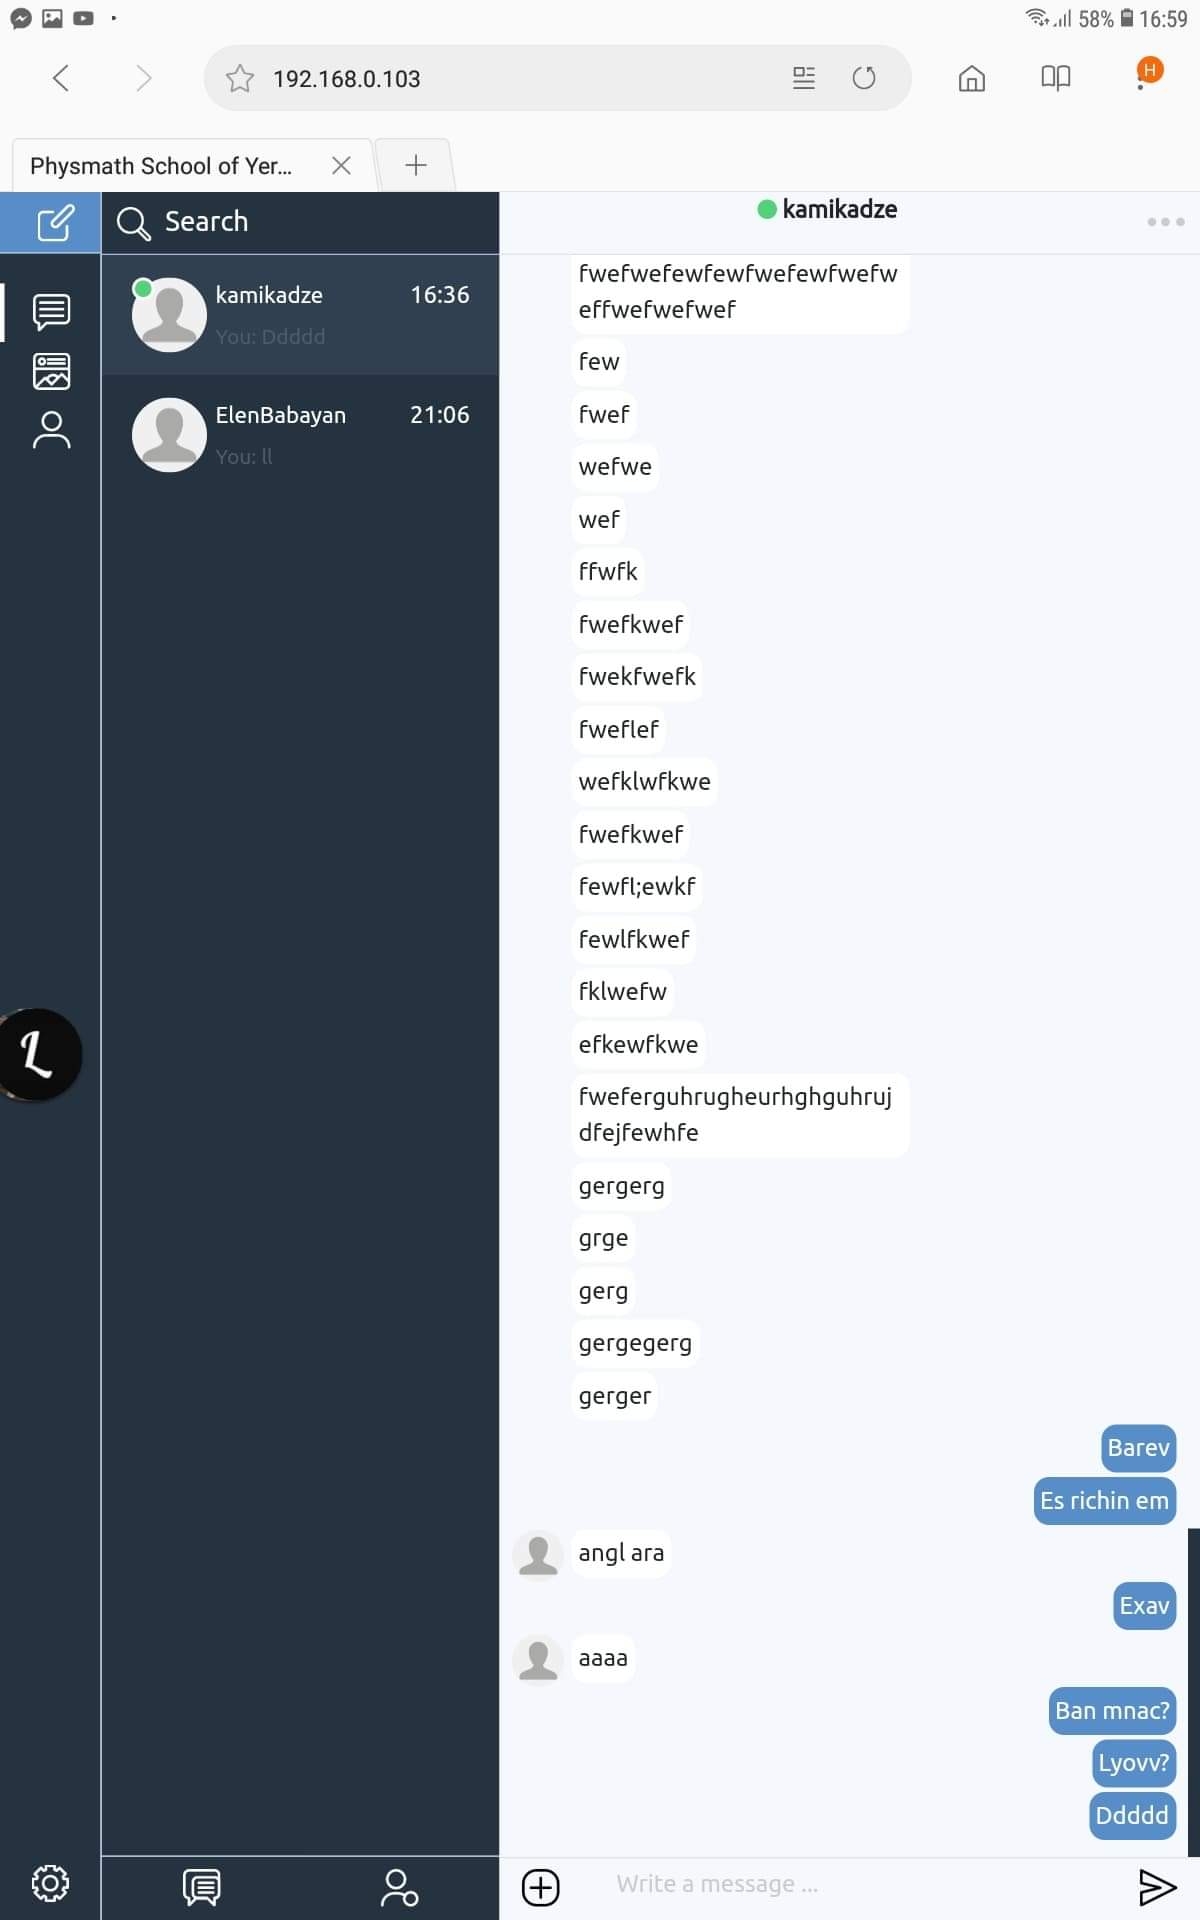 58% 16:59
192.168.0.103
H
Physmath School of Yer...
Search
kamikadze 16:36
You: Ddddd
ElenBabayan 21:06
You: ll
L
kamikadze
fwefwefewfewfwefewfwefw
effwefwefwef
few
fwef
wefwe
wef
ffwfk
fwefkwef
fwekfwefk
fweflef
wefklwfkwe
fwefkwef
fewfl;ewkf
fewlfkwef
fklwefw
efkewfkwe
fweferguhrugheurhghguhruj
dfejfewhfe
gergerg
grge
gerg
gergegerg
gerger
Barev
Es richin em
angl ara
Exav
aaaa
Ban mnac?
Lyovv?
Ddddd
Write a message ...